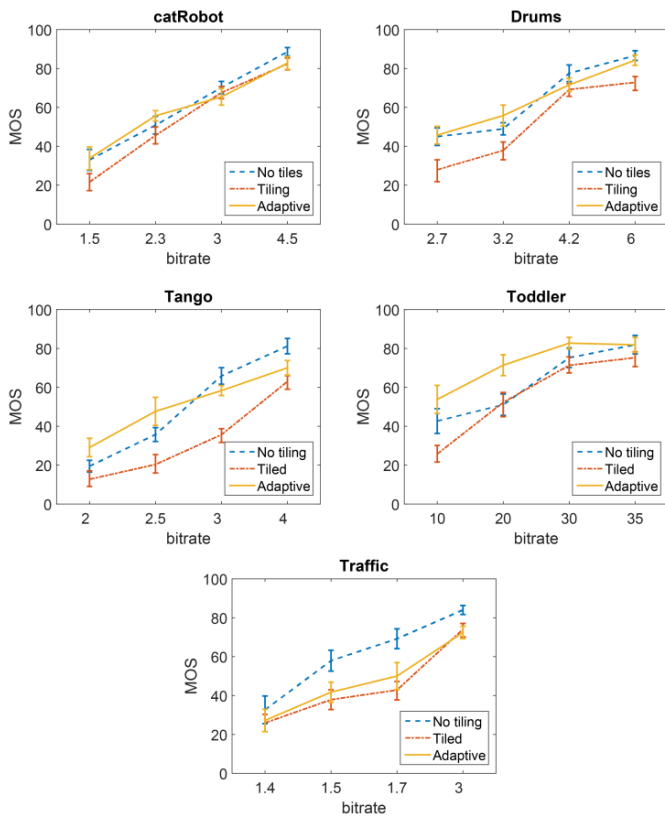 catRobot
MOS
100
80
60
40
20
0
No tiles
Tiling
Adaptive
1.5 2.3 3 4.5
bitrate
Drums
MOS
100
80
60
40
20
0
No tiles
Tiling
Adaptive
2.7 3.2 4.2 6
bitrate
Tango
MOS
100
80
60
40
20
0
No tiling
Tiled
Adaptive
2 2.5 3 4
bitrate
Toddler
MOS
100
80
60
40
20
0
No tiling
Tiled
Adaptive
10 20 30 35
bitrate
Traffic
MOS
100
80
60
40
20
0
No tiling
Tiled
Adaptive
1.4 1.5 1.7 3
bitrate